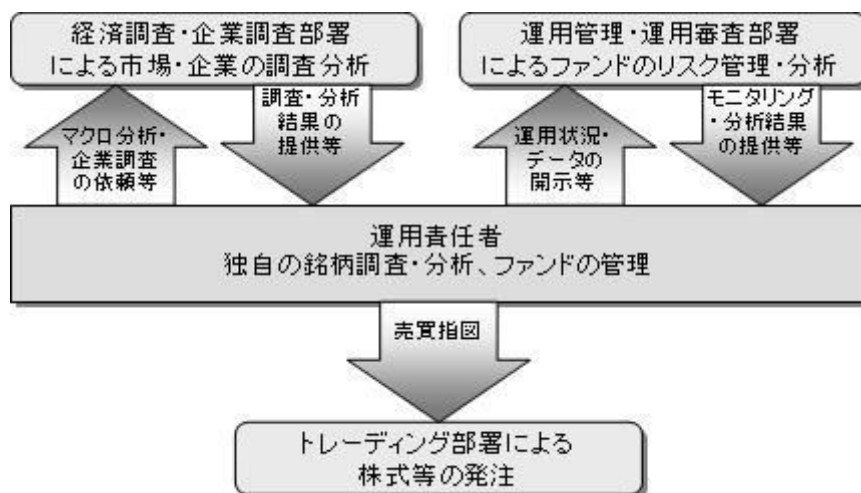 経済調査・企業調査部署
による市場・企業の調査分析
運用管理・運用審査部署
によるファンドのリスク管理・分析
マクロ分析・
企業調査
の依頼等
調査・分析
結果の
提供等
運用状況・
データの
開示等
モニタリング
・分析結果
の提供等
運用責任者
独自の銘柄調査・分析、ファンドの管理
売買指図
トレーディング部署による
株式等の発注